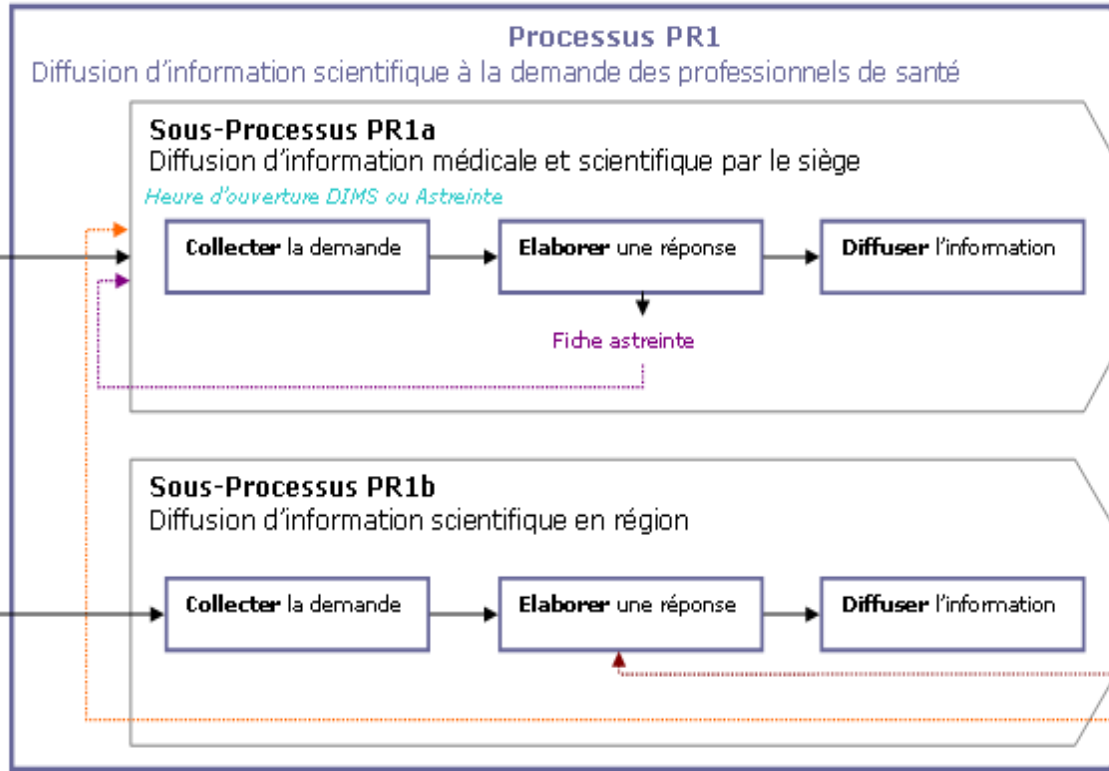 Processus PR1
Diffusion d'information scientifique à la demande des professionnels de santé
Sous-Processus PR1a
Diffusion d'information médicale et scientifique par le siège
Heure d'ouverture DIMS ou Astreinte
Collecter la demande
Elaborer une réponse
Diffuser l'information
Fiche astreinte
Sous-Processus PR1b
Diffusion d'information scientifique en région
Collecter la demande
Elaborer une réponse
Diffuser l'information